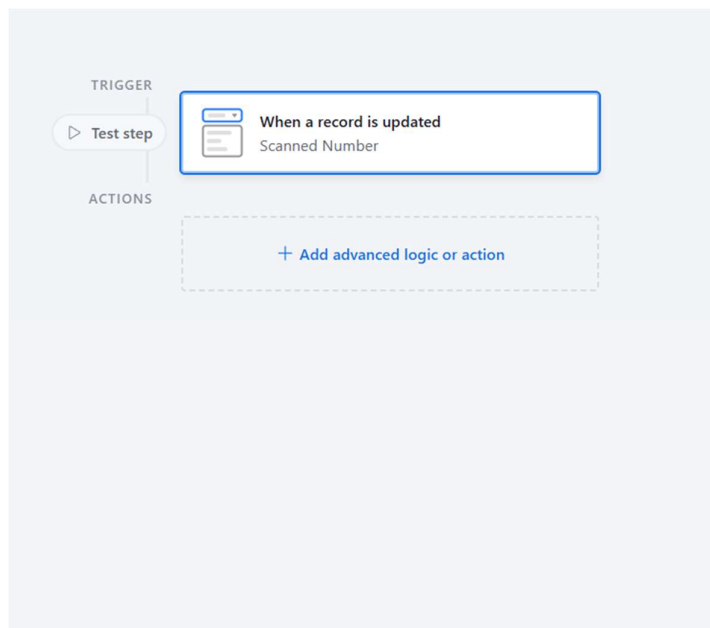 TRIGGER
Test step
When a record is updated
Scanned Number
ACTIONS
+ Add advanced logic or action